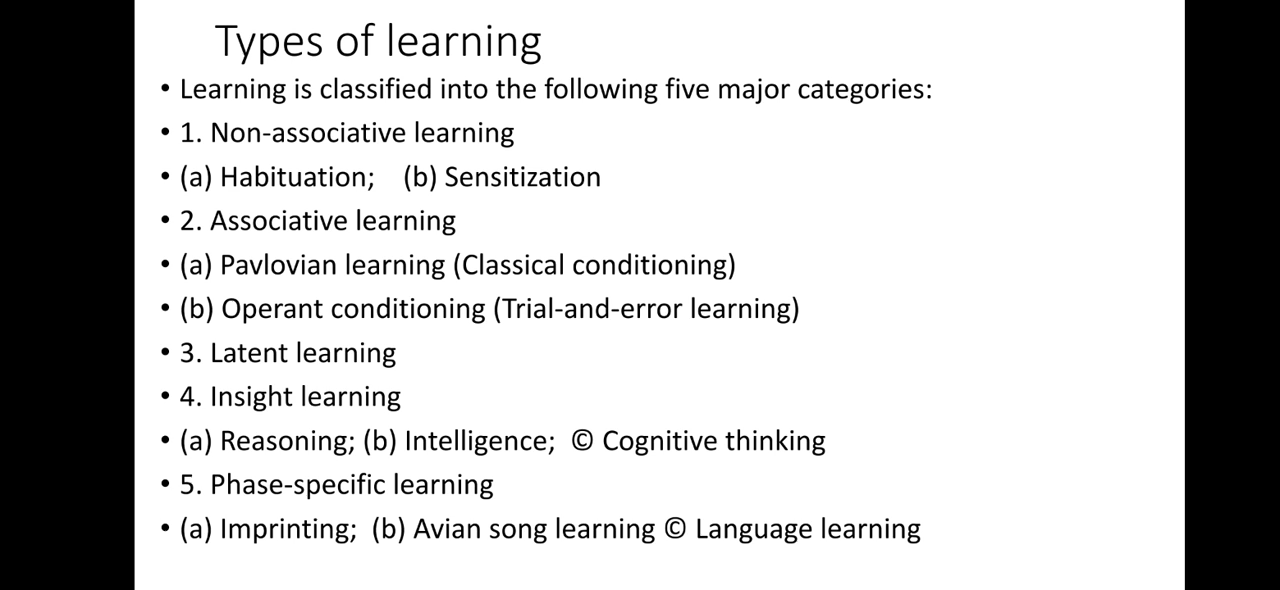 Types of learning
• Learning is classified into the following five major categories:
• 1. Non-associative learning
• (a) Habituation; (b) Sensitization
• 2. Associative learning
• (a) Pavlovian learning (Classical conditioning)
• (b) Operant conditioning (Trial-and-error learning)
• 3. Latent learning
• 4. Insight learning
• (a) Reasoning; (b) Intelligence; © Cognitive thinking
• 5. Phase-specific learning
• (a) Imprinting; (b) Avian song learning © Language learning